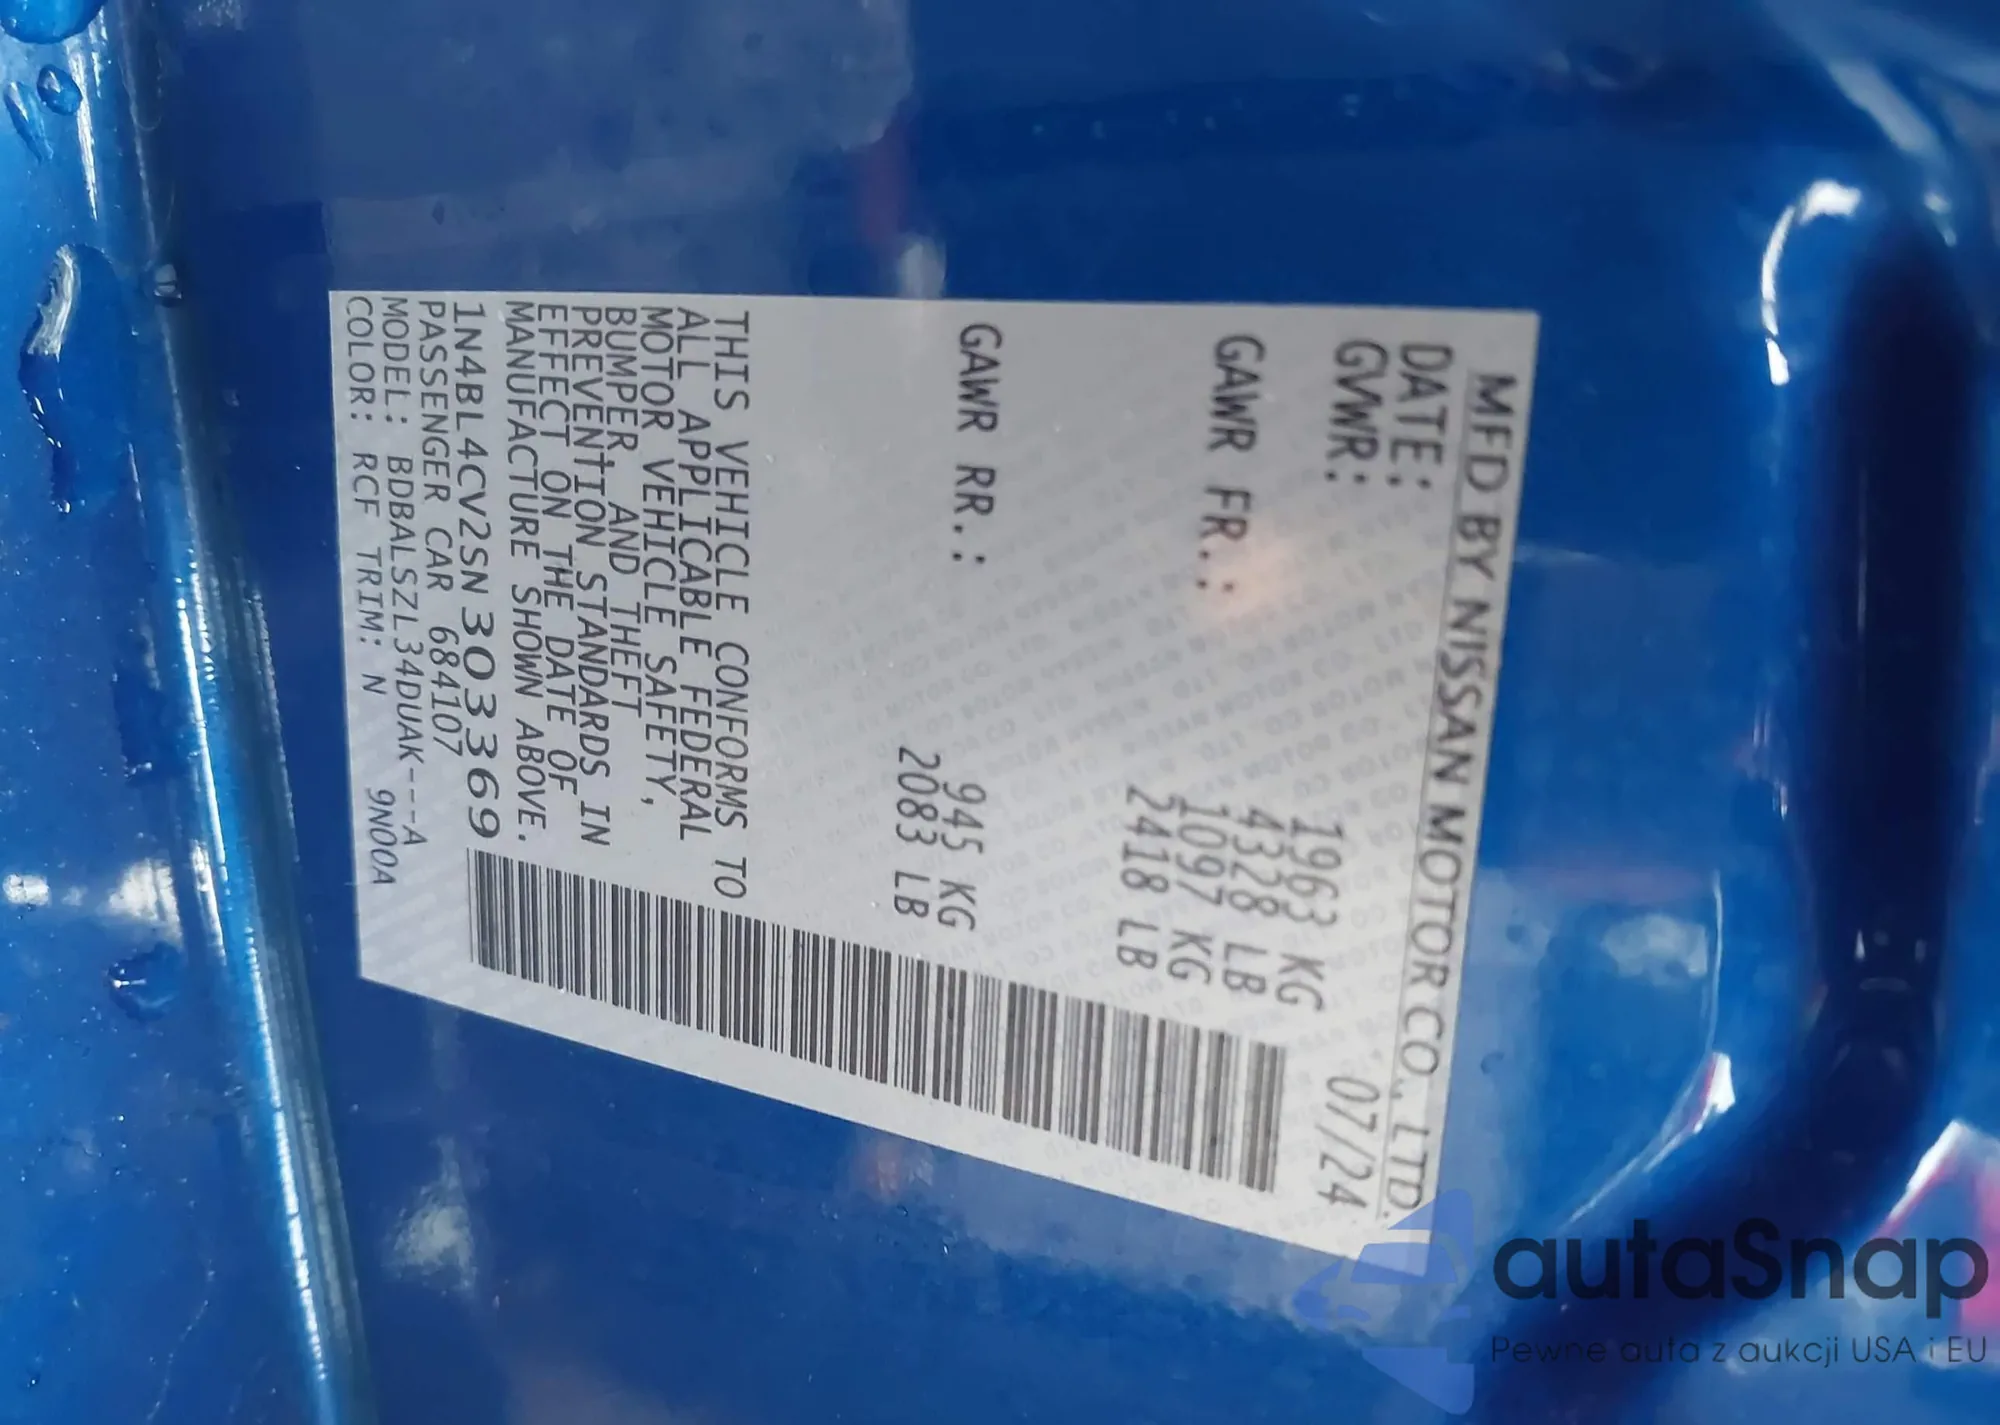 MFD BY NISSAN MOTOR CO., LTD.
DATE: 07/24
GVWR: 1963 KG
4328 LB
GAWR FR.: 1097 KG
2418 LB
GAWR RR.: 945 KG
2083 LB
THIS VEHICLE CONFORMS TO
ALL APPLICABLE FEDERAL
MOTOR VEHICLE SAFETY,
BUMPER, AND THEFT
PREVENTION STANDARDS IN
EFFECT ON THE DATE OF
MANUFACTURE SHOWN ABOVE.
1N4BL4CV2SN303369
PASSENGER CAR 684107
MODEL: BDBALSZL34DUAK---A
COLOR: RCF TRIM: N 9N00A
autaSnap
Pewne auta z aukcji USA i EU